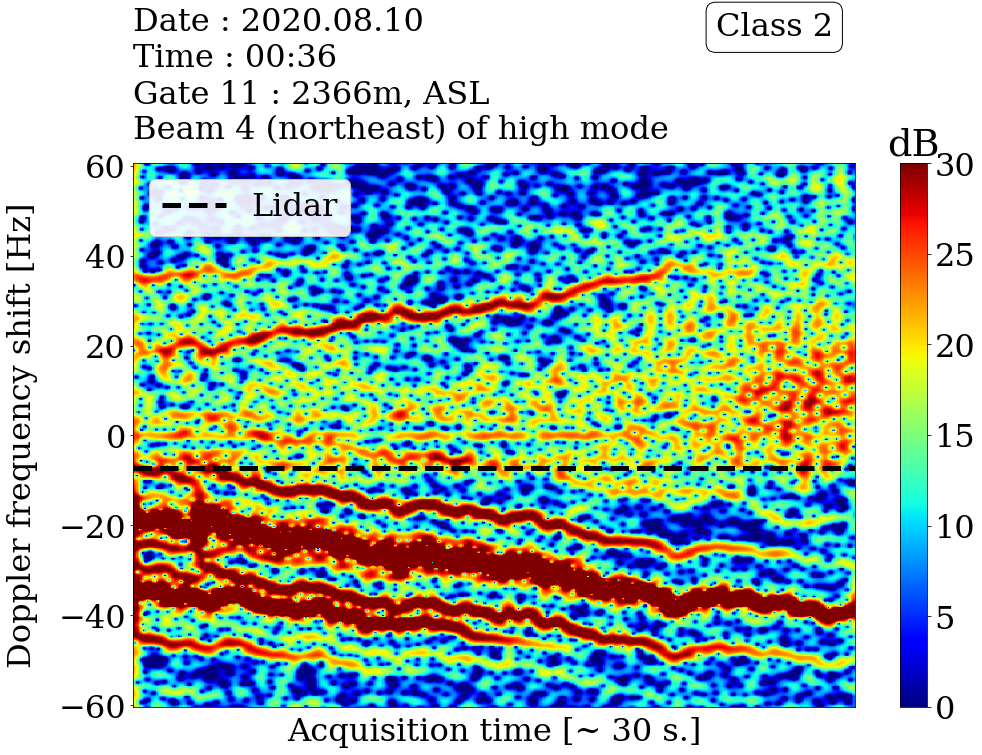 Date : 2020.08.10
Class 2
Time : 00:36
Gate 11 : 2366m, ASL
Beam 4 (northeast) of high mode
dB
60
40
20
0
−20
−40
−60
Doppler frequency shift [Hz]
Lidar
30
25
20
15
10
5
0
Acquisition time [~ 30 s.]